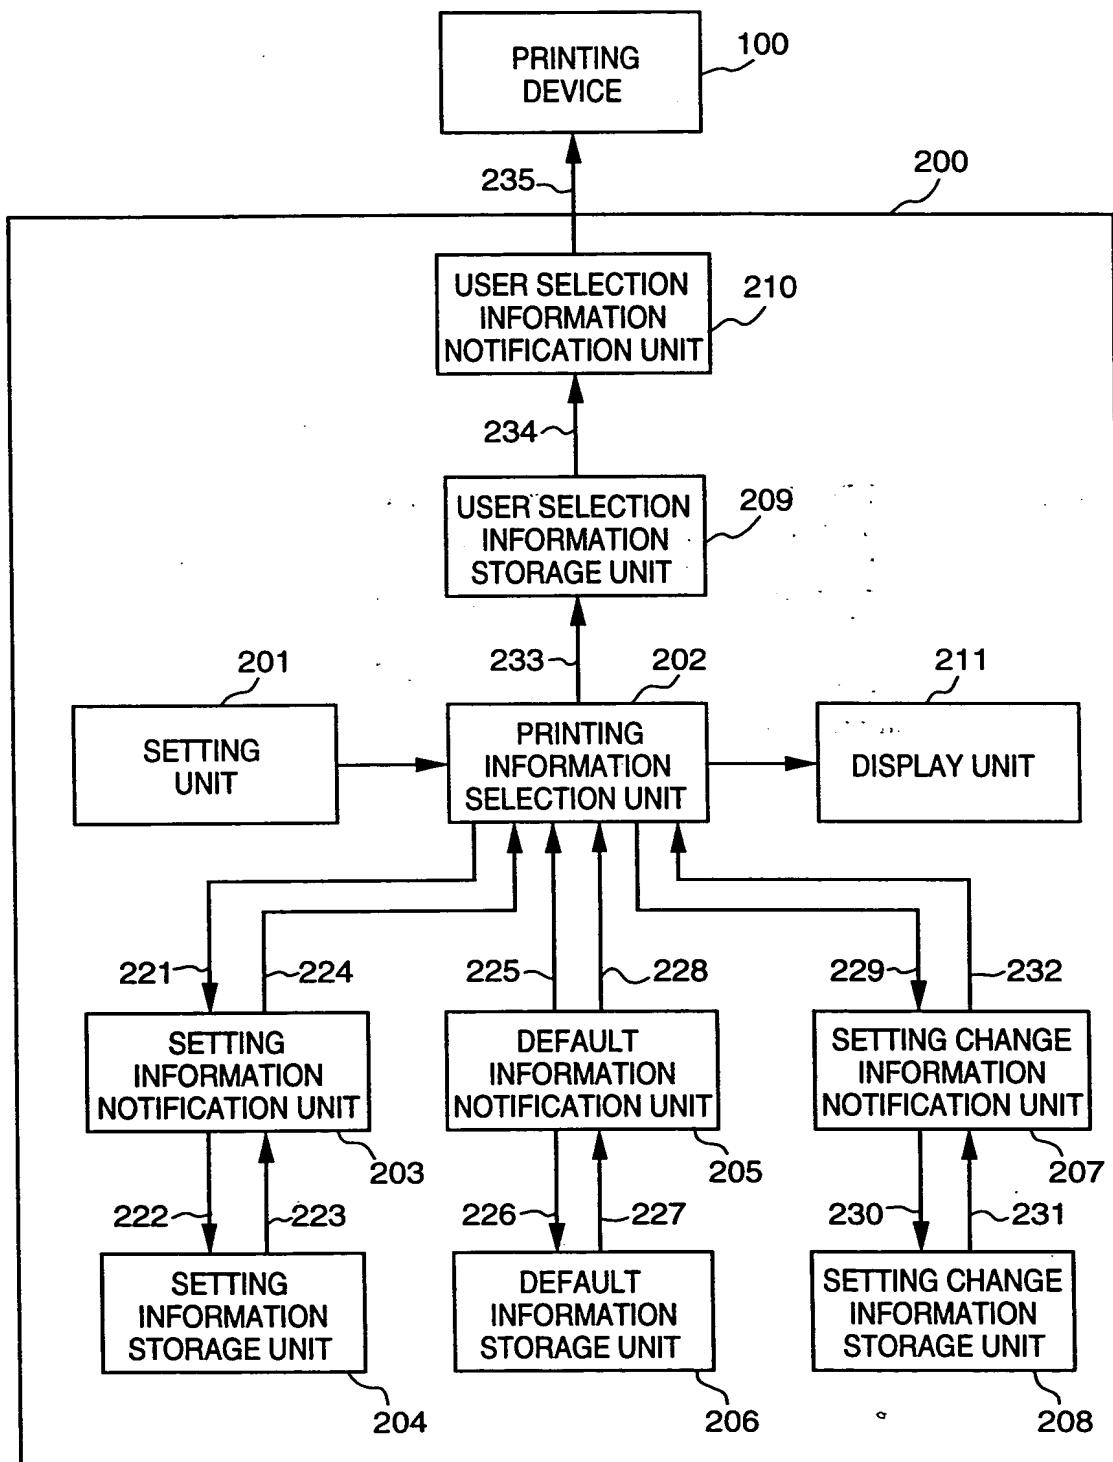 PRINTING
DEVICE
100
235
200
USER SELECTION
INFORMATION
NOTIFICATION UNIT
210
234
USER SELECTION
INFORMATION
STORAGE UNIT
209
201
233
202
211
SETTING
UNIT
PRINTING
INFORMATION
SELECTION UNIT
DISPLAY UNIT
221
224
225
228
229
232
SETTING
INFORMATION
NOTIFICATION UNIT
DEFAULT
INFORMATION
NOTIFICATION UNIT
SETTING CHANGE
INFORMATION
NOTIFICATION UNIT
203
205
207
222
223
226
227
230
231
SETTING
INFORMATION
STORAGE UNIT
DEFAULT
INFORMATION
STORAGE UNIT
SETTING CHANGE
INFORMATION
STORAGE UNIT
204
206
208